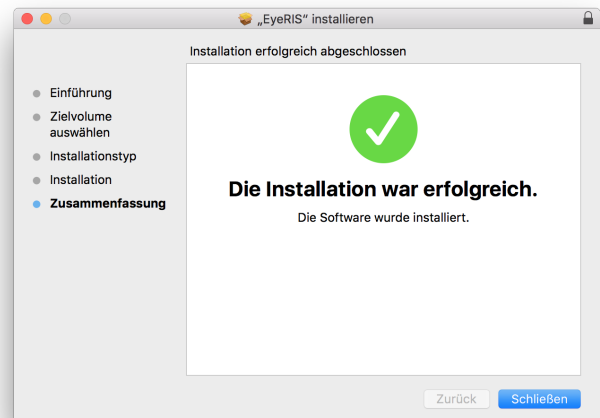 „EyeRIS“ installieren
Installation erfolgreich abgeschlossen
Einführung
Zielvolume
auswählen
Installationstyp
Installation
Zusammenfassung
Die Installation war erfolgreich.
Die Software wurde installiert.
Zurück
Schließen